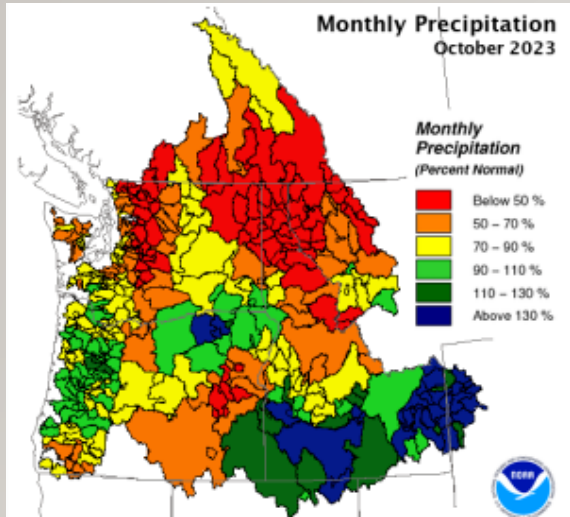 Monthly Precipitation
October 2023
Monthly
Precipitation
(Percent Normal)
Below 50 %
50 - 70 %
70 - 90 %
90 - 110 %
110 - 130 %
Above 130 %
NOAA